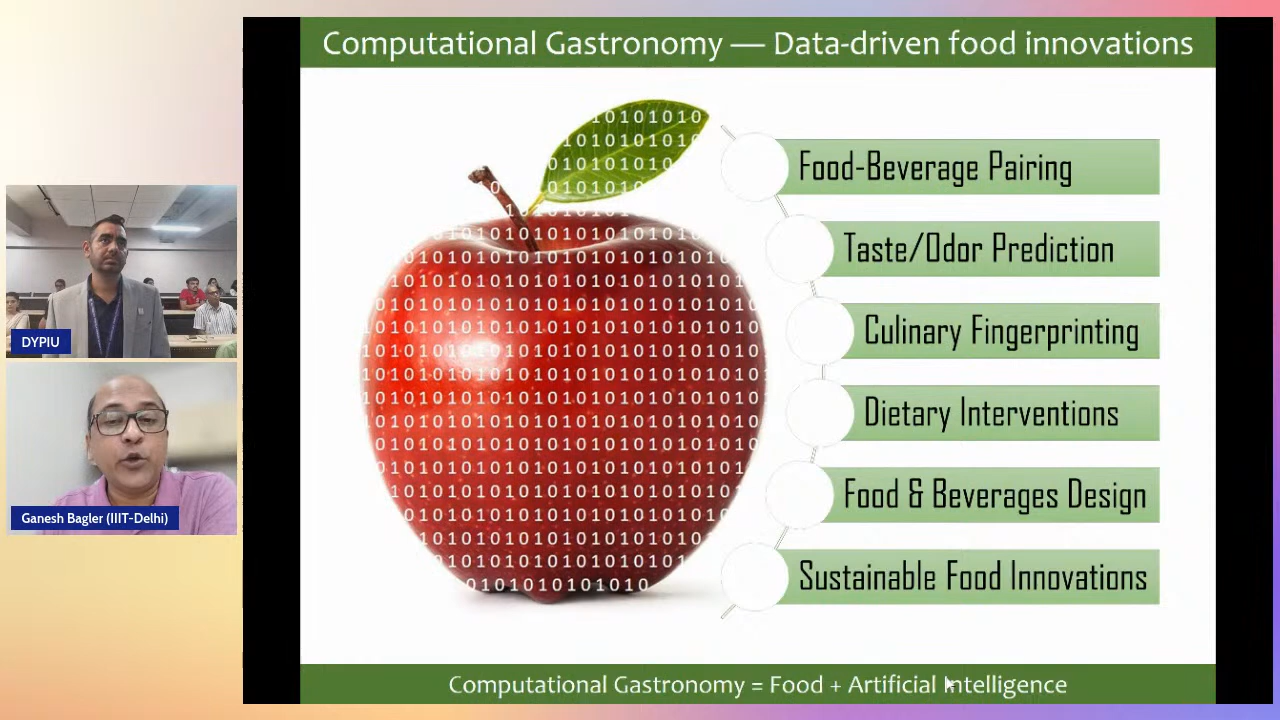 Computational Gastronomy — Data-driven food innovations
Food-Beverage Pairing
Taste/Odor Prediction
Culinary Fingerprinting
Dietary Interventions
Food & Beverages Design
Sustainable Food Innovations
Computational Gastronomy = Food + Artificial Intelligence
DYPIU
Ganesh Bagler (IIIT-Delhi)